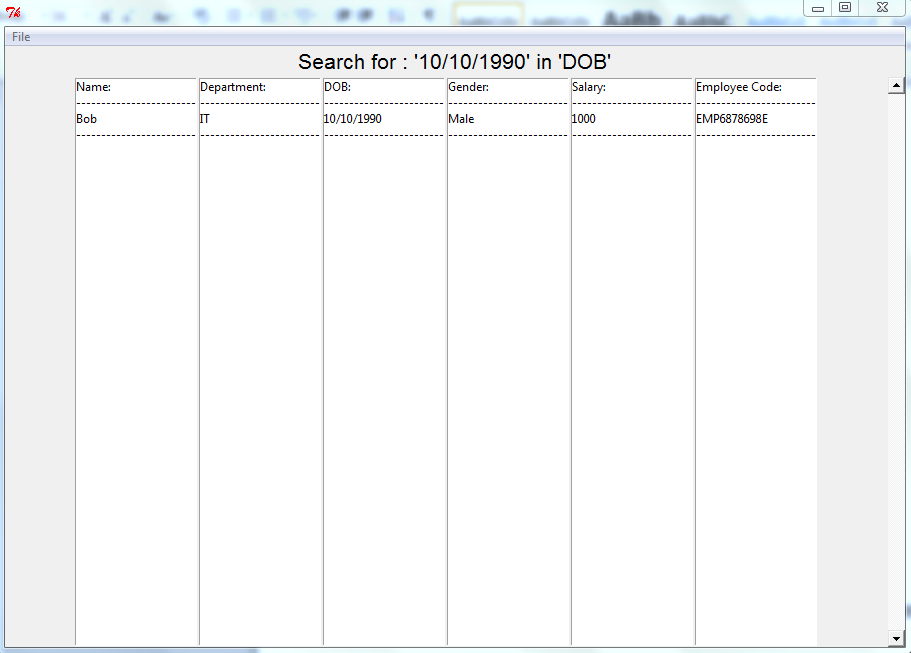 File
Search for : '10/10/1990' in 'DOB'
Name: Department: DOB: Gender: Salary: Employee Code:
Bob IT 10/10/1990 Male 1000 EMP6878698E